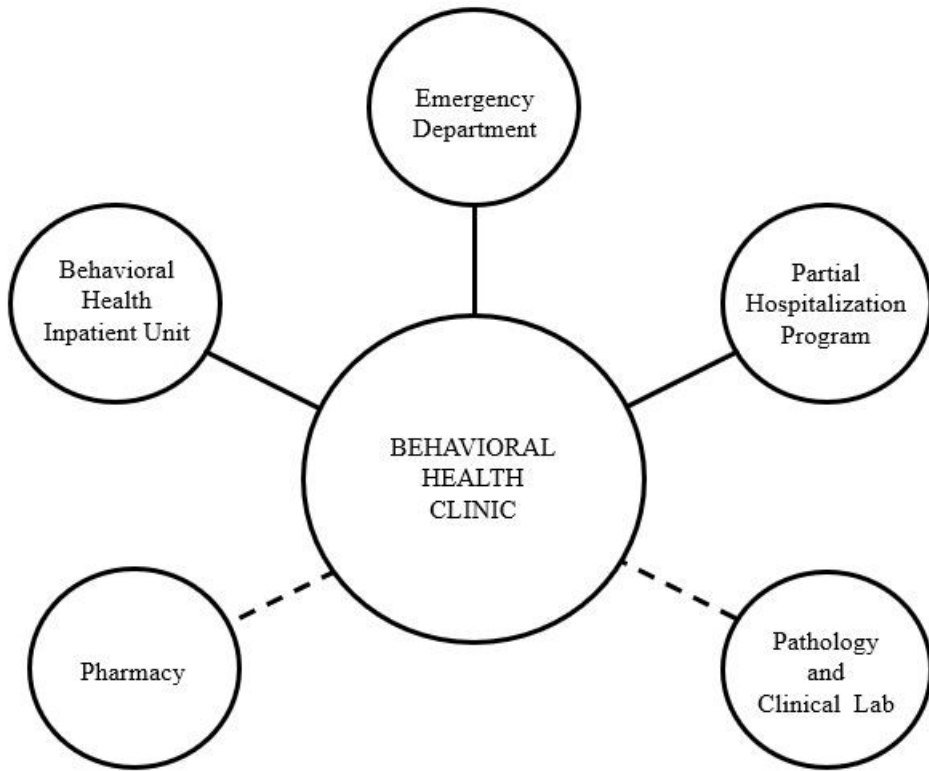 Emergency
Department
Behavioral
Health
Inpatient Unit
Partial
Hospitalization
Program
BEHAVIORAL
HEALTH
CLINIC
Pharmacy
Pathology
and
Clinical Lab